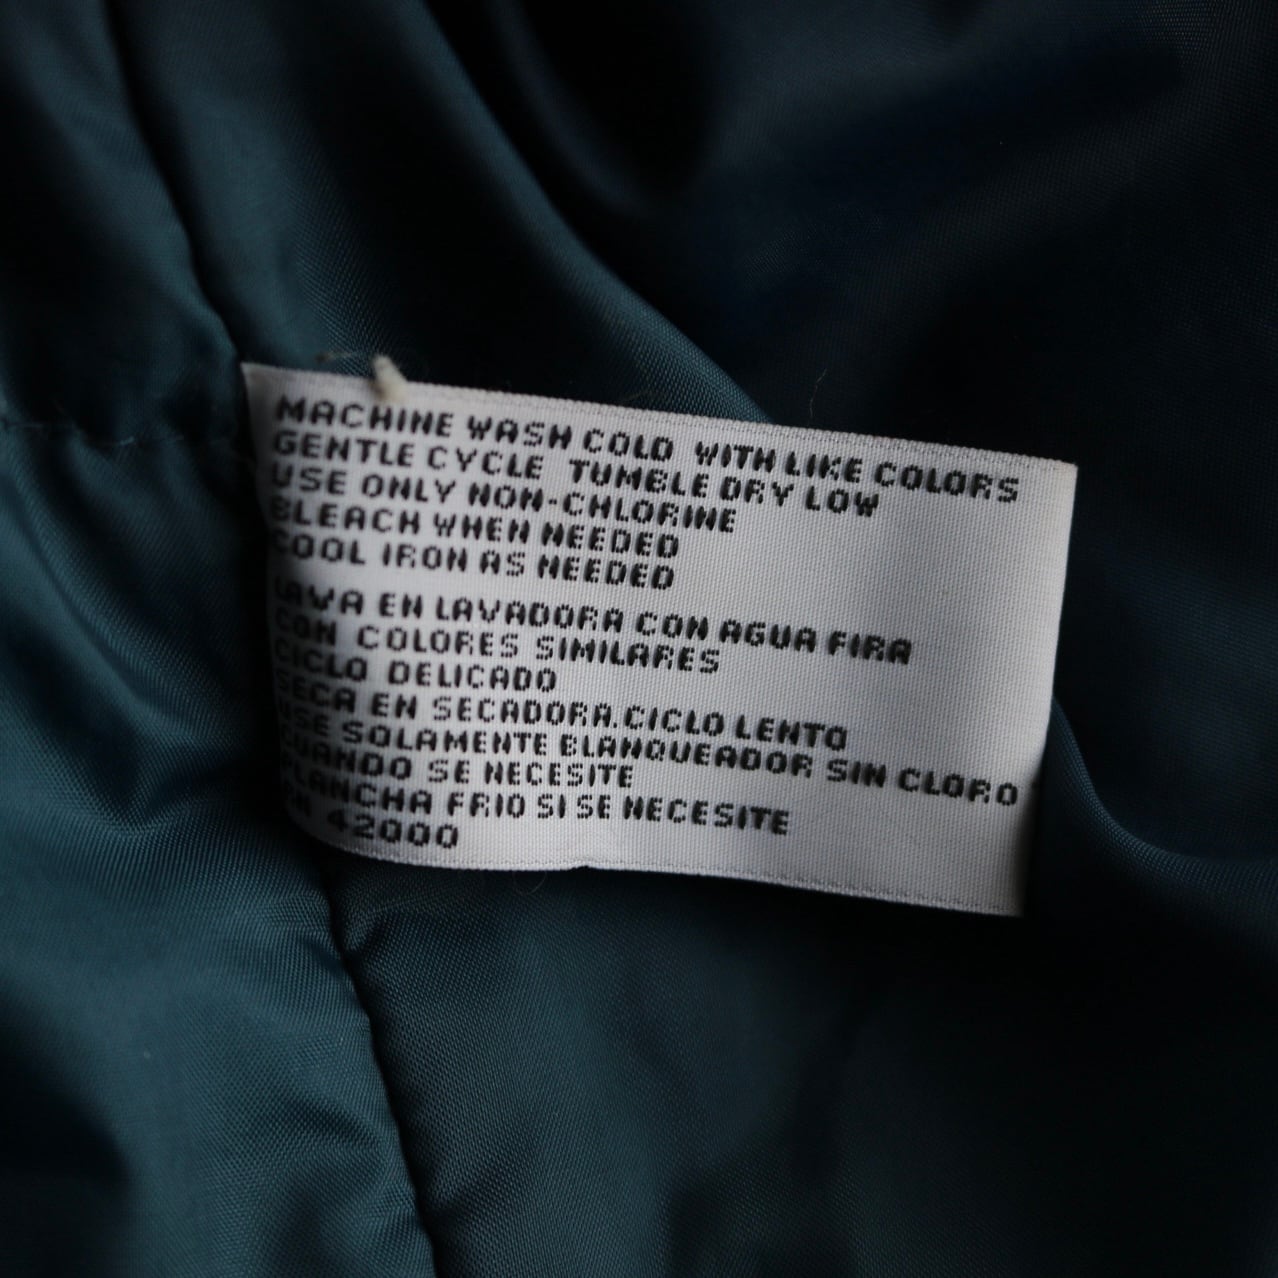 MACHINE WASH COLD WITH LIKE COLORS
GENTLE CYCLE TUMBLE DRY LOW
USE ONLY NON-CHLORINE
BLEACH WHEN NEEDED
COOL IRON AS NEEDED
LAVA EN LAVADORA CON AGUA FIRA
CON COLORES SIMILARES
CICLO DELICADO
SECA EN SECADORA.CICLO LENTO
USE SOLAMENTE BLANQUEADOR SIN CLORO
CUANDO SE NECESITE
PLANCHA FRIO SI SE NECESITE
42000